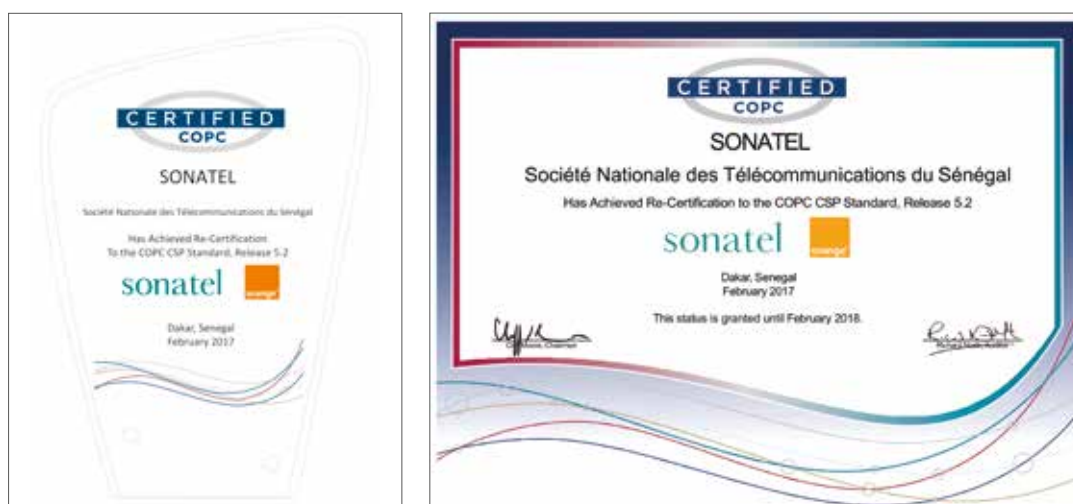 CERTIFIED
COPC
SONATEL
Société Nationale des Télécommunications du Sénégal
Has Achieved Re-Certification
To the COPC CSP Standard, Release 5.2
sonatel
orange
Dakar, Senegal
February 2017
CERTIFIED
COPC
SONATEL
Société Nationale des Télécommunications du Sénégal
Has Achieved Re-Certification to the COPC CSP Standard, Release 5.2
sonatel
orange
Dakar, Senegal
February 2017
This status is granted until February 2018.
Chairman